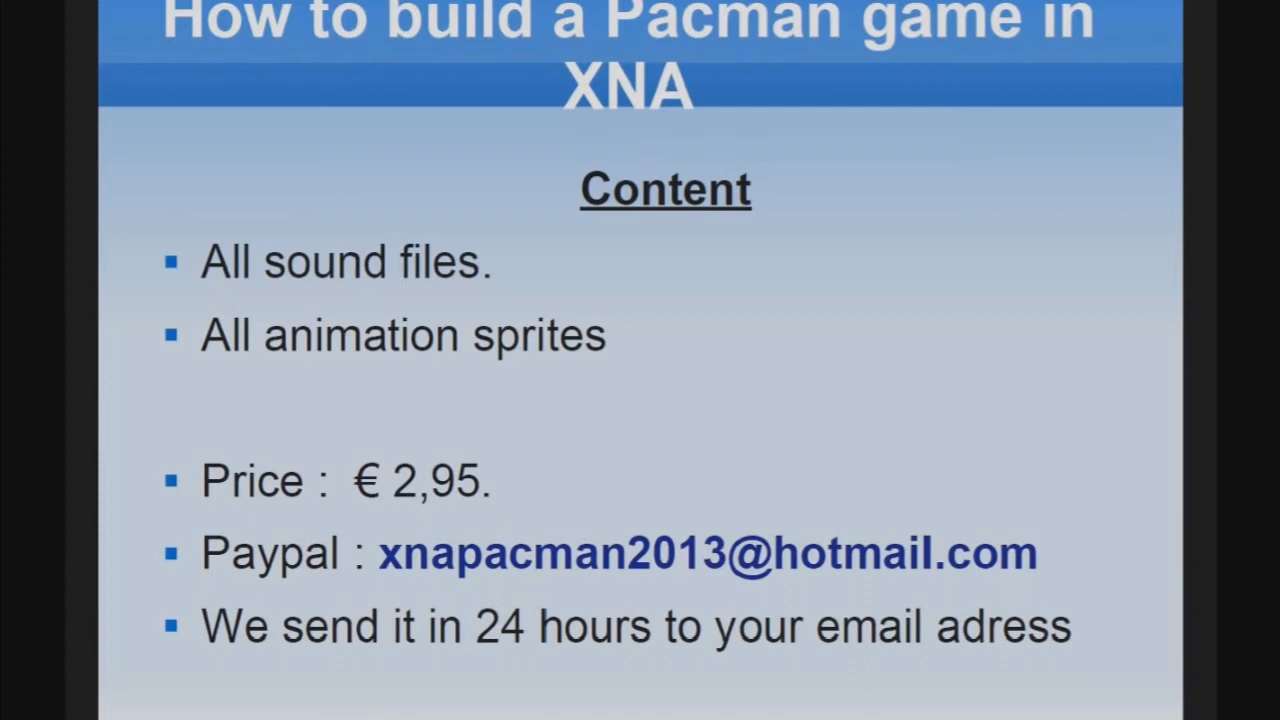 How to build a Pacman game in
XNA
Content
All sound files.
All animation sprites
Price : € 2,95.
Paypal : xnapacman2013@hotmail.com
We send it in 24 hours to your email adress